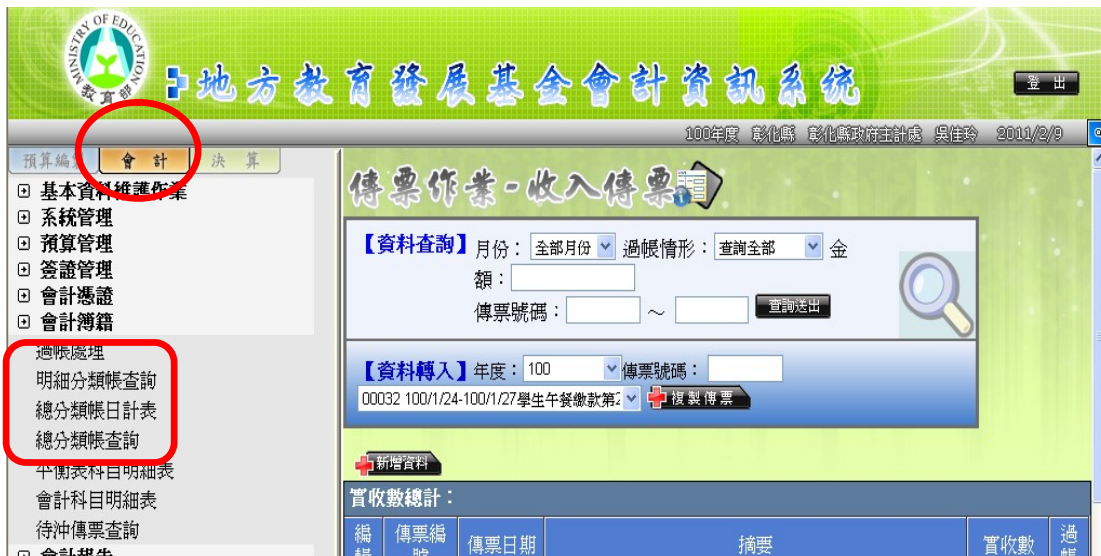 MINISTRY OF EDUCATION
教育部
地方教育發展基金會計資訊系統
登 出
100年度 彰化縣 彰化縣政府主計處 吳佳玲 2011/2/9
預算編 會 計 決 算
基本資料維護作業
系統管理
預算管理
簽證管理
會計憑證
會計簿籍
過帳處理
明細分類帳查詢
總分類帳日計表
總分類帳查詢
平衡表科目明細表
會計科目明細表
待沖傳票查詢
會計報告
傳票作業-收入傳票
【資料查詢】月份： 全部月份 過帳情形： 查詢全部 金
額：
傳票號碼： ～ 查詢送出
【資料轉入】年度： 100 傳票號碼：
00032 100/1/24-100/1/27學生午餐繳款第2 複製傳票
新增資料
實收數總計：
編輯 傳票編號 傳票日期 摘要 實收數 過帳